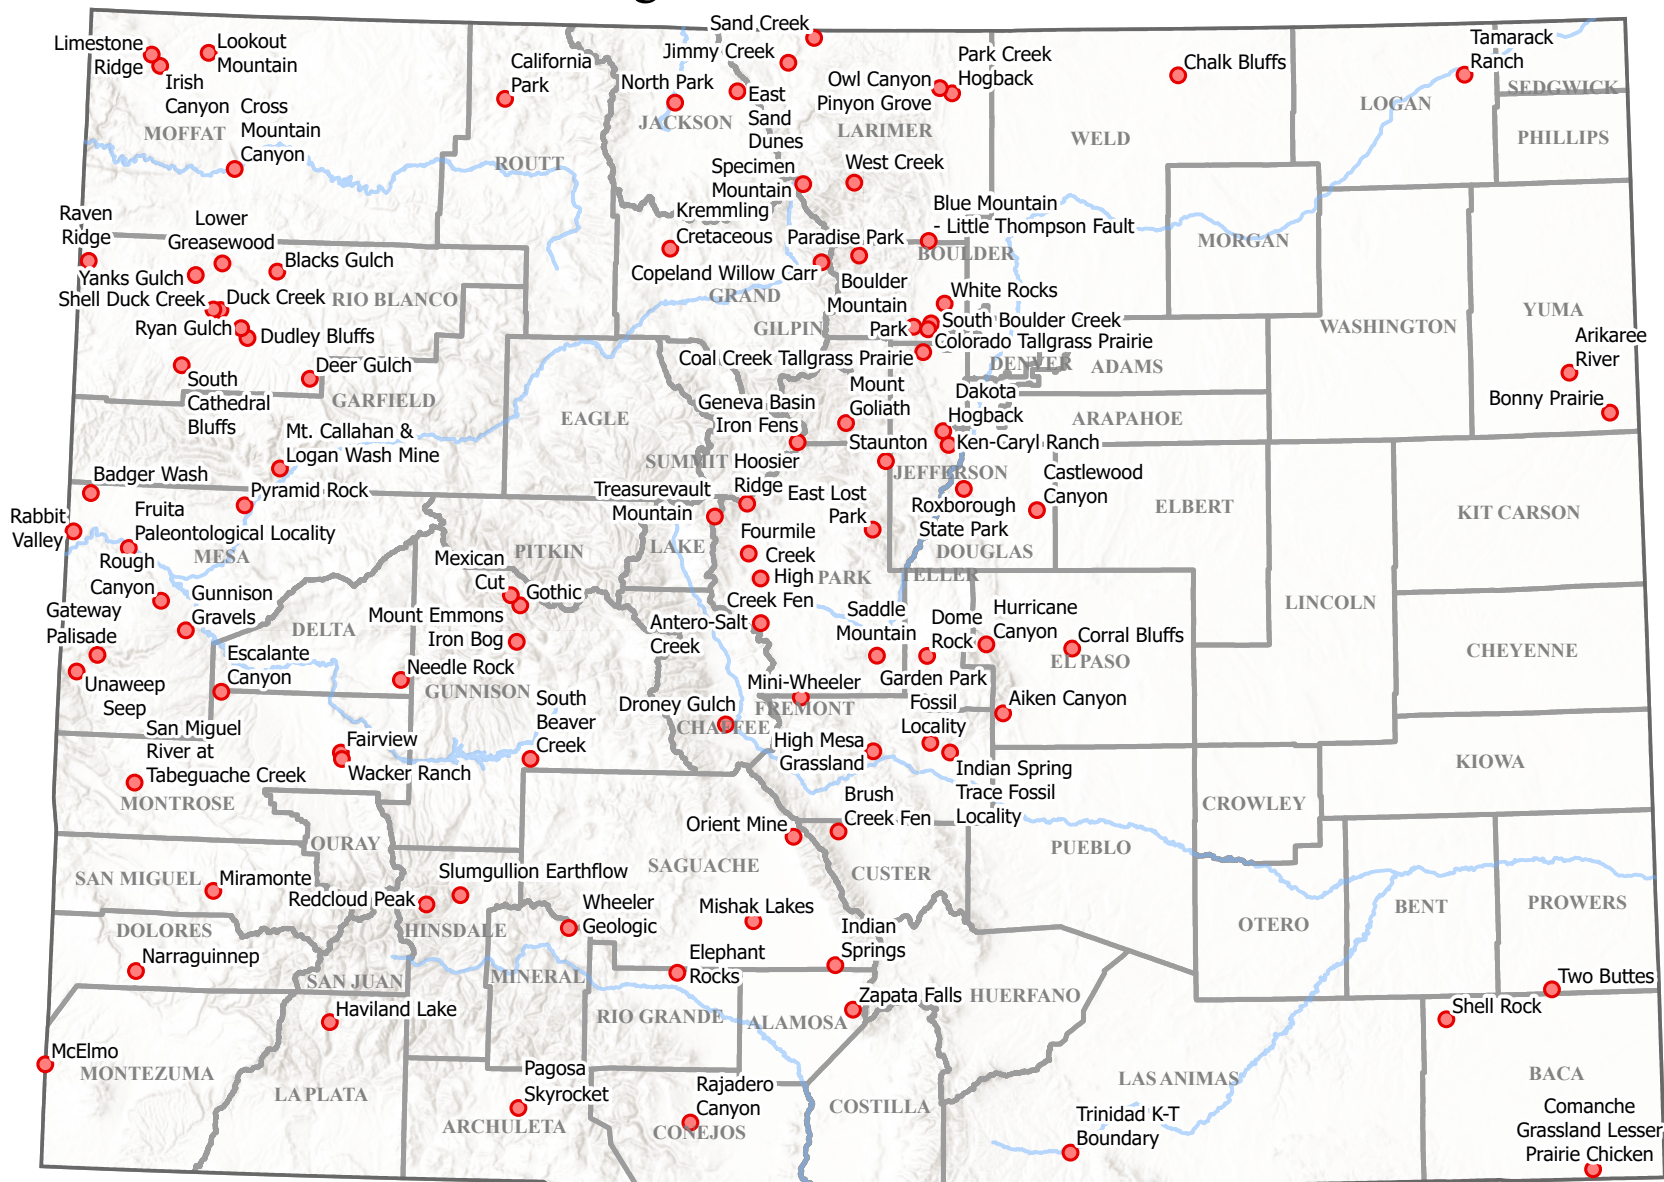 Sand Creek
Limestone
Ridge
Lookout
Mountain
Irish
Canyon
Cross
Mountain
Canyon
MOFFAT
California
Park
ROUTT
Jimmy Creek
North Park
JACKSON
East
Sand
Dunes
Park Creek
Hogback
Owl Canyon
Pinyon Grove
LARIMER
Chalk Bluffs
WELD
Tamarack
Ranch
LOGAN
SEDGWICK
PHILLIPS
Specimen
Mountain
West Creek
Raven
Ridge
Lower
Greasewood
Yanks Gulch
Blacks Gulch
Shell Duck Creek
Duck Creek
RIO BLANCO
Ryan Gulch
Dudley Bluffs
Deer Gulch
South
Cathedral
Bluffs
GARFIELD
Kremmling
Cretaceous
Paradise Park
Copeland Willow Carr
GRAND
Blue Mountain
- Little Thompson Fault
BOULDER
Boulder
Mountain
Park
White Rocks
South Boulder Creek
Colorado Tallgrass Prairie
GILPIN
Coal Creek Tallgrass Prairie
DENVER
ADAMS
MORGAN
WASHINGTON
YUMA
Arikaree
River
Bonny Prairie
EAGLE
Geneva Basin
Iron Fens
Mount
Goliath
Dakota
Hogback
ARAPAHOE
Staunton
Ken-Caryl Ranch
JEFFERSON
Mt. Callahan &
Logan Wash Mine
Badger Wash
Pyramid Rock
SUMMIT
Hoosier
Ridge
Treasurevault
Mountain
East Lost
Park
Roxborough
State Park
Castlewood
Canyon
DOUGLAS
ELBERT
KIT CARSON
Rabbit
Valley
Fruita
Paleontological Locality
MESA
Rough
Canyon
Gunnison
Gravels
Gateway
Palisade
Unaweep
Seep
DELTA
Escalante
Canyon
Mexican
Cut
Gothic
PITKIN
Mount Emmons
Iron Bog
Needle Rock
GUNNISON
LAKE
Fourmile
Creek
High
Creek Fen
PARK
TELLER
Antero-Salt
Creek
Saddle
Mountain
Dome
Rock
Hurricane
Canyon
Corral Bluffs
EL PASO
LINCOLN
CHEYENNE
Mini-Wheeler
FREMONT
Garden Park
Fossil
Locality
Aiken Canyon
Droney Gulch
CHAFFEE
South
Beaver
Creek
San Miguel
River at
Tabeguache Creek
MONTROSE
Fairview
Wacker Ranch
High Mesa
Grassland
Indian Spring
Trace Fossil
Locality
KIOWA
CROWLEY
OURAY
Orient Mine
Brush
Creek Fen
CUSTER
PUEBLO
SAGUACHE
SAN MIGUEL
Miramonte
Slumgullion Earthflow
Redcloud Peak
HINSDALE
Wheeler
Geologic
Mishak Lakes
Indian
Springs
OTERO
BENT
PROWERS
DOLORES
Narraguinnep
SAN JUAN
MINERAL
Elephant
Rocks
Zapata Falls
HUERFANO
Two Buttes
Shell Rock
Haviland Lake
RIO GRANDE
ALAMOSA
McElmo
MONTEZUMA
LA PLATA
Pagosa
Skyrocket
ARCHULETA
Rajadero
Canyon
CONEJOS
COSTILLA
LAS ANIMAS
Trinidad K-T
Boundary
BACA
Comanche
Grassland Lesser
Prairie Chicken